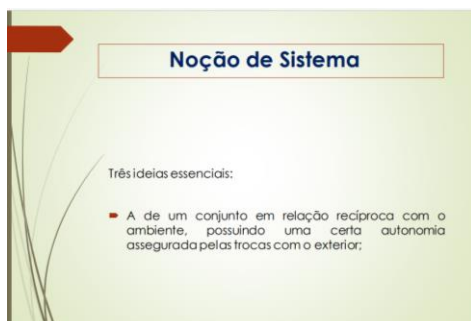 Noção de Sistema
Três ideias essenciais:
A de um conjunto em relação recíproca com o
ambiente, possuindo uma certa autonomia
assegurada pelas trocas com o exterior;